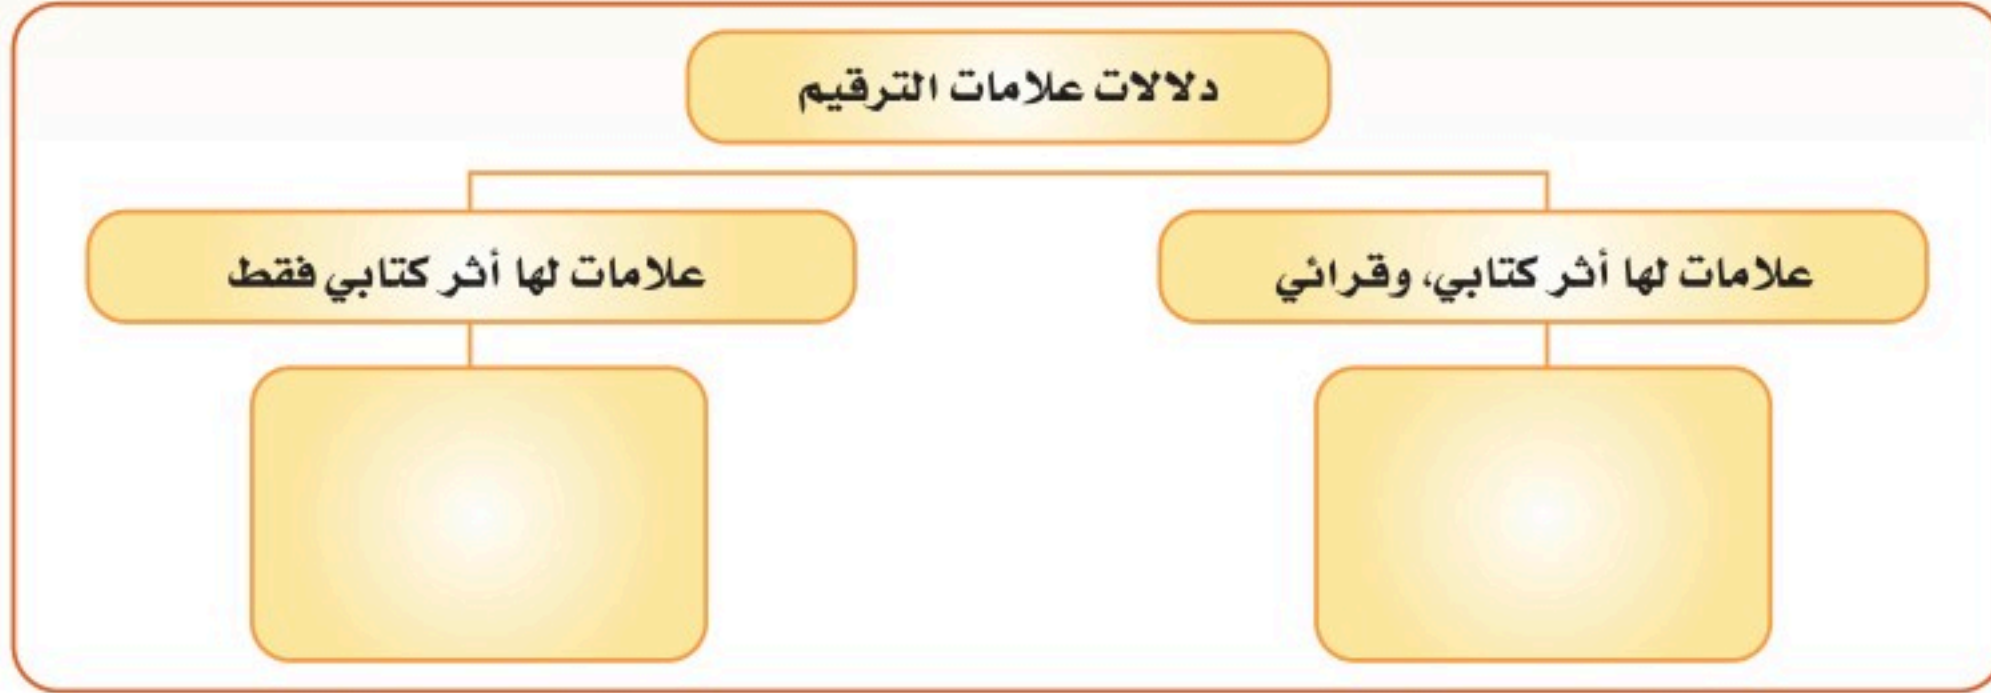 دلالات علامات الترقيم
علامات لها أثر كتابي، وقرائي
علامات لها أثر كتابي فقط